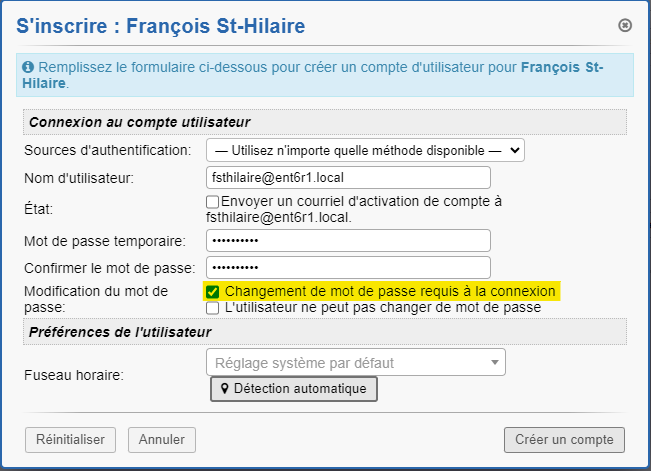 S'inscrire : François St-Hilaire
Remplissez le formulaire ci-dessous pour créer un compte d'utilisateur pour François St-
Hilaire.
Connexion au compte utilisateur
Sources d'authentification: — Utilisez n'importe quelle méthode disponible —
Nom d'utilisateur: fsthilaire@ent6r1.local
État: Envoyer un courriel d'activation de compte à
fsthilaire@ent6r1.local.
Mot de passe temporaire: ••••••••••
Confirmer le mot de passe: ••••••••••
Modification du mot de
passe:
Changement de mot de passe requis à la connexion
L'utilisateur ne peut pas changer de mot de passe
Préférences de l'utilisateur
Fuseau horaire:
Réglage système par défaut
Détection automatique
Réinitialiser Annuler Créer un compte